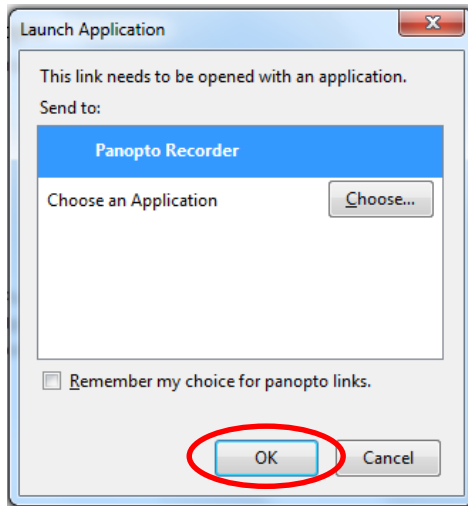 Launch Application
This link needs to be opened with an application.
Send to:
Panopto Recorder
Choose an Application Choose...
Remember my choice for panopto links.
OK Cancel